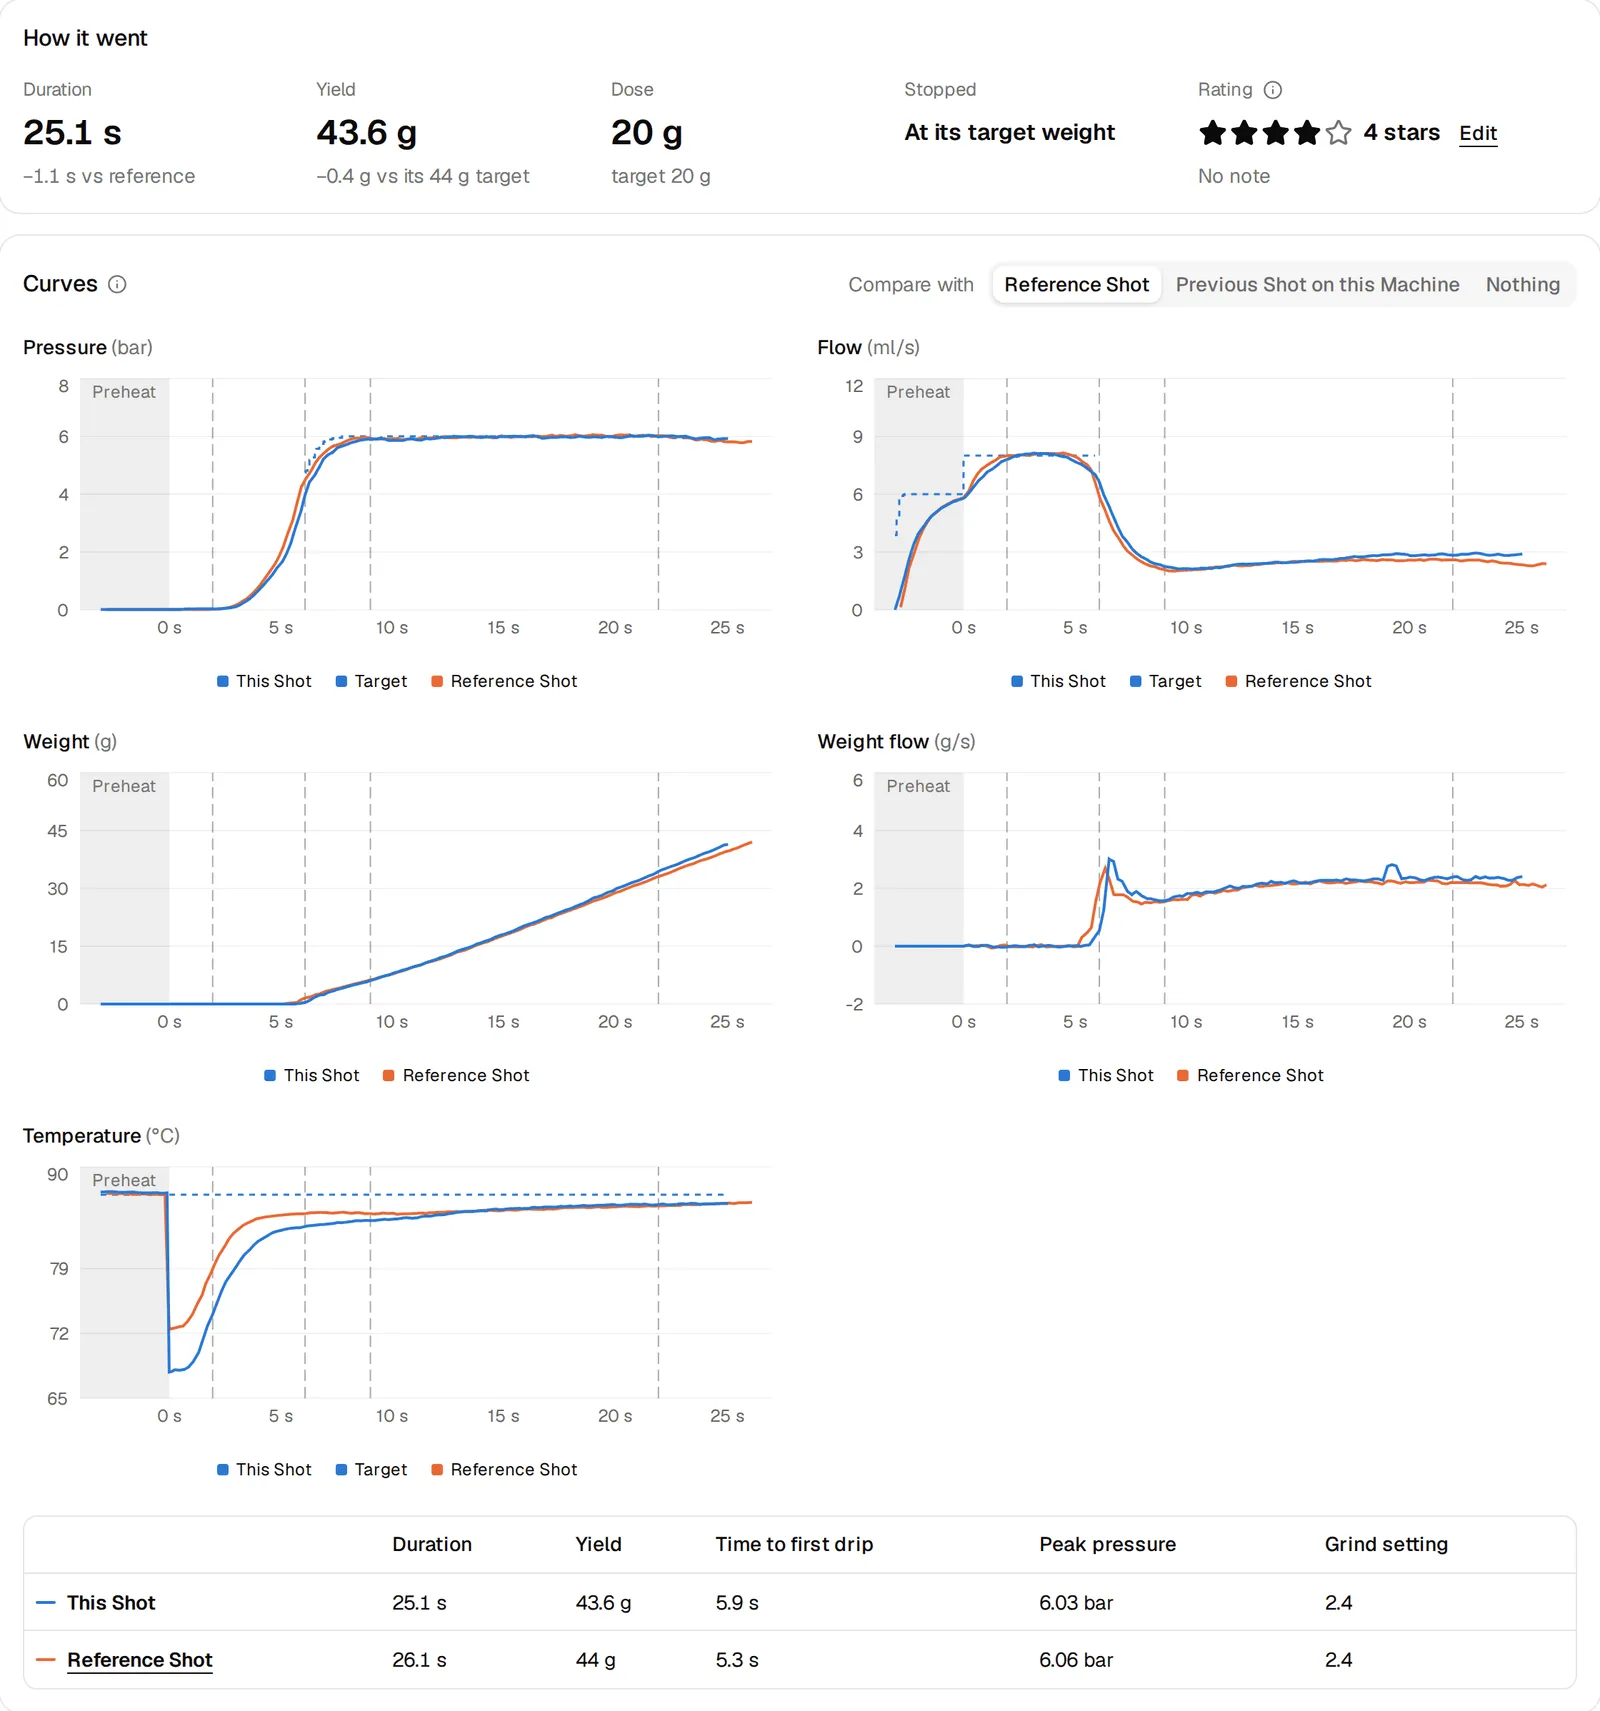 How it went
Duration Yield Dose Stopped Rating
25.1 s 43.6 g 20 g At its target weight 4 stars Edit
−1.1 s vs reference −0.4 g vs its 44 g target target 20 g No note
Curves Compare with Reference Shot Previous Shot on this Machine Nothing
Pressure (bar)
8
Preheat
6
4
2
0
0 s 5 s 10 s 15 s 20 s 25 s
This Shot Target Reference Shot
Flow (ml/s)
12
Preheat
9
6
3
0
0 s 5 s 10 s 15 s 20 s 25 s
This Shot Target Reference Shot
Weight (g)
60
Preheat
45
30
15
0
0 s 5 s 10 s 15 s 20 s 25 s
This Shot Reference Shot
Weight flow (g/s)
6
Preheat
4
2
0
-2
0 s 5 s 10 s 15 s 20 s 25 s
This Shot Reference Shot
Temperature (°C)
90
Preheat
79
72
65
0 s 5 s 10 s 15 s 20 s 25 s
This Shot Target Reference Shot
Duration Yield Time to first drip Peak pressure Grind setting
This Shot 25.1 s 43.6 g 5.9 s 6.03 bar 2.4
Reference Shot 26.1 s 44 g 5.3 s 6.06 bar 2.4